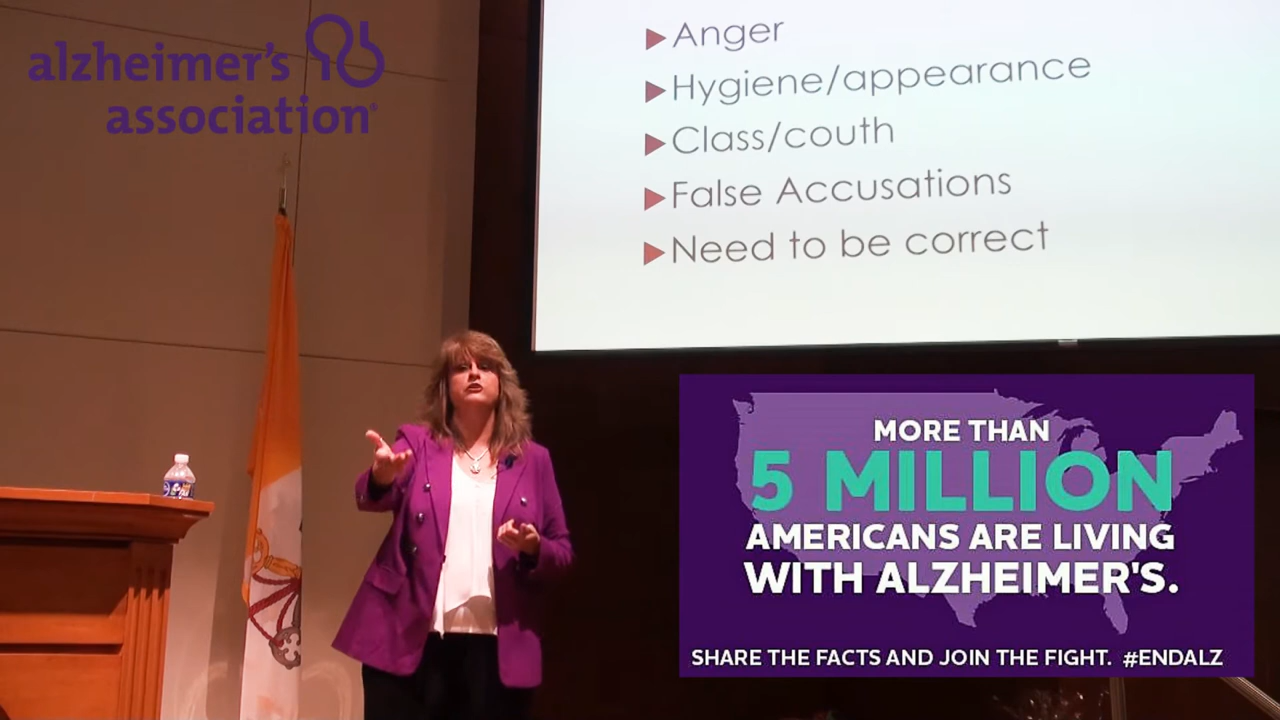 alzheimer's
association®
Anger
Hygiene/appearance
Class/couth
False Accusations
Need to be correct
MORE THAN
5 MILLION
AMERICANS ARE LIVING
WITH ALZHEIMER'S.
SHARE THE FACTS AND JOIN THE FIGHT. #ENDALZ